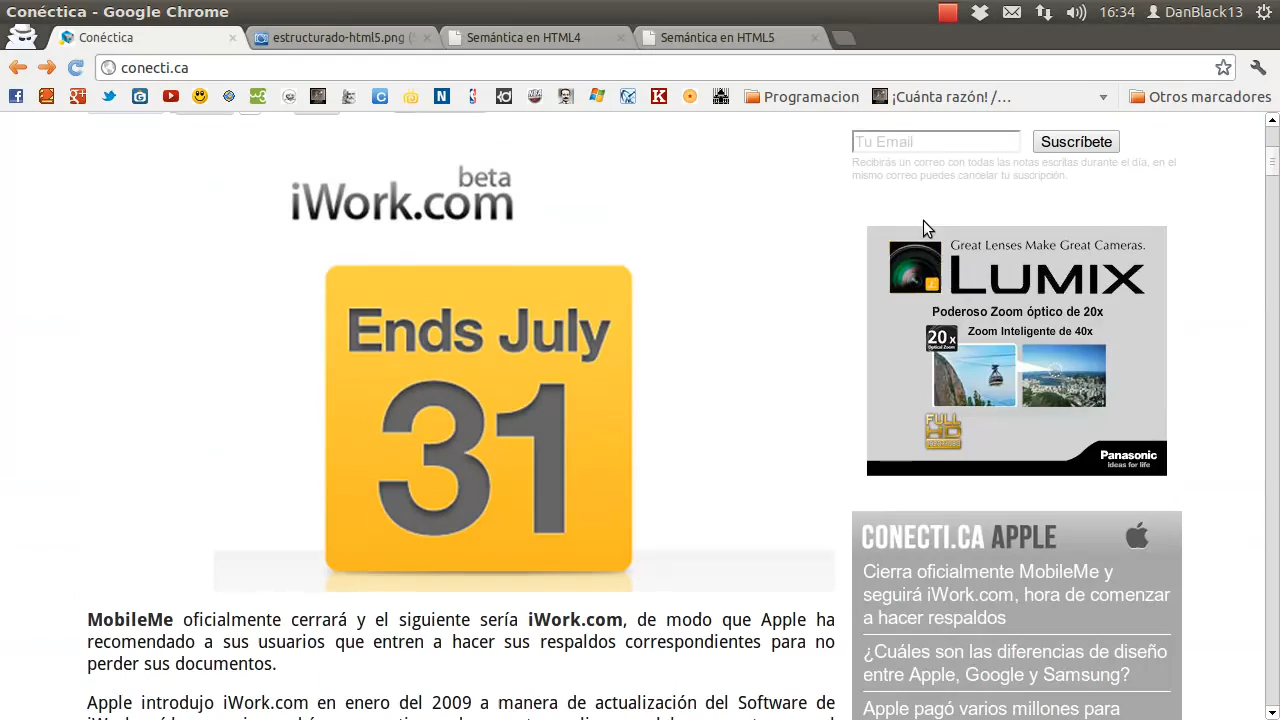 Conéctica - Google Chrome
16:34
DanBlack13
Conéctica
estructurado-html5.png
Semántica en HTML4
Semántica en HTML5
conecti.ca
Programacion
¡Cuánta razón! /...
Otros marcadores
Tu Email
Suscríbete
Recibirás un correo con todas las notas escritas durante el día, en el
mismo correo puedes cancelar tu suscripción.
beta
iWork.com
Ends July
31
Great Lenses Make Great Cameras.
LUMIX
Poderoso Zoom óptico de 20x
Zoom Inteligente de 40x
20x
Optical Zoom
FULL
HD
Panasonic
ideas for life
MobileMe oficialmente cerrará y el siguiente sería iWork.com, de modo que Apple ha
recomendado a sus usuarios que entren a hacer sus respaldos correspondientes para no
perder sus documentos.
Apple introdujo iWork.com en enero del 2009 a manera de actualización del Software de
CONECTI.CA APPLE
Cierra oficialmente MobileMe y
seguirá iWork.com, hora de comenzar
a hacer respaldos
¿Cuáles son las diferencias de diseño
entre Apple, Google y Samsung?
Apple pagó varios millones para